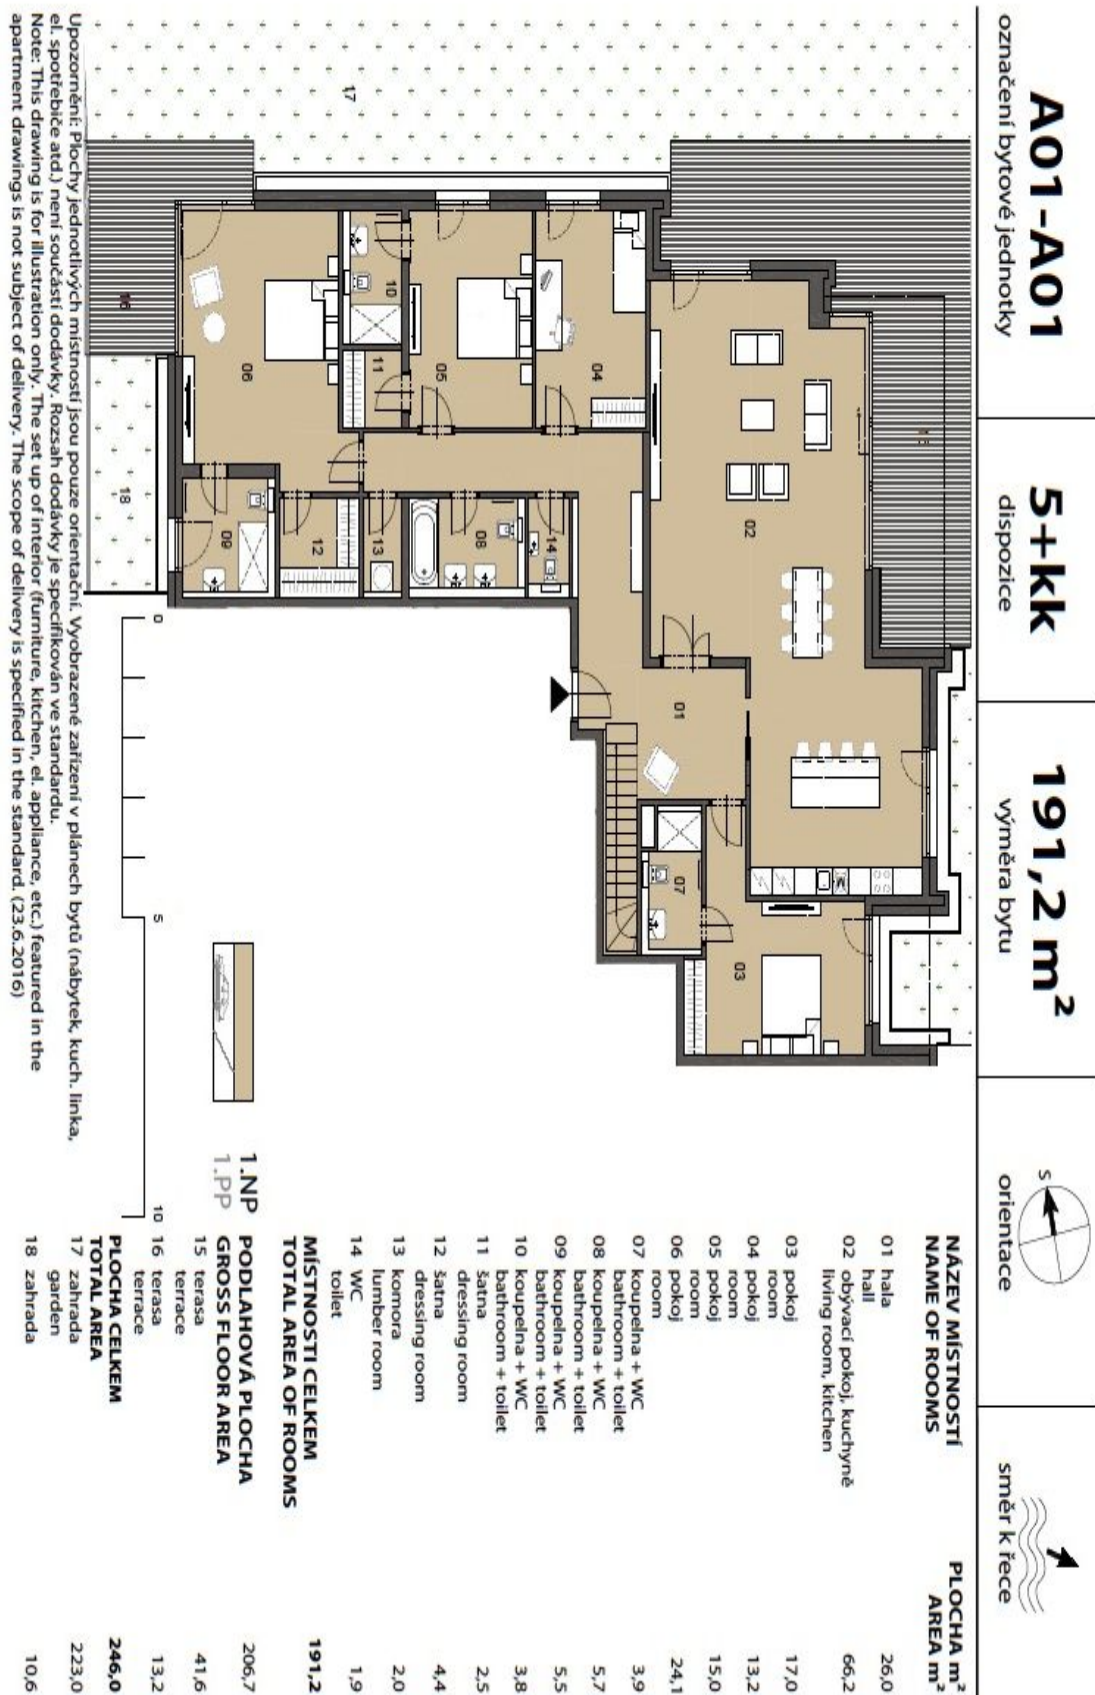 A01-A01
označení bytové jednotky
5+kk
dispozice
191,2 m²
výměra bytu
S
orientace
směr k řece
NÁZEV MÍSTNOSTÍ PLOCHA m²
NAME OF ROOMS AREA m²
01 hala 26,0
hall
02 obývací pokoj, kuchyně 66,2
living room, kitchen
03 pokoj 17,0
room
04 pokoj 13,2
room
05 pokoj 15,0
room
06 pokoj 24,1
room
07 koupelna + WC 3,9
bathroom + toilet
08 koupelna + WC 5,7
bathroom + toilet
09 koupelna + WC 5,5
bathroom + toilet
10 koupelna + WC 3,8
bathroom + toilet
11 šatna 2,5
dressing room
12 šatna 4,4
dressing room
13 komora 2,0
lumber room
14 WC 1,9
toilet
MÍSTNOSTI CELKEM 191,2
TOTAL AREA OF ROOMS
PODLAHOVÁ PLOCHA 206,7
GROSS FLOOR AREA
15 terasa 41,6
terrace
16 terasa 13,2
terrace
PLOCHA CELKEM 246,0
TOTAL AREA
17 zahrada 223,0
garden
18 zahrada 10,6
1.NP
1.PP
17
15
02
04
05
10
11
06
16
18
09
12
13
08
14
01
07
03
0
5
10
Upozornění: Plochy jednotlivých místností jsou pouze orientační. Vyobrazené zařízení v plánech bytů (nábytek, kuch. linka,
el. spotřebiče atd.) není součástí dodávky. Rozsah dodávky je specifikován ve standardu.
Note: This drawing is for illustration only. The set up of interior (furniture, kitchen, el. appliance, etc.) featured in the
apartment drawings is not subject of delivery. The scope of delivery is specified in the standard. (23.6.2016)